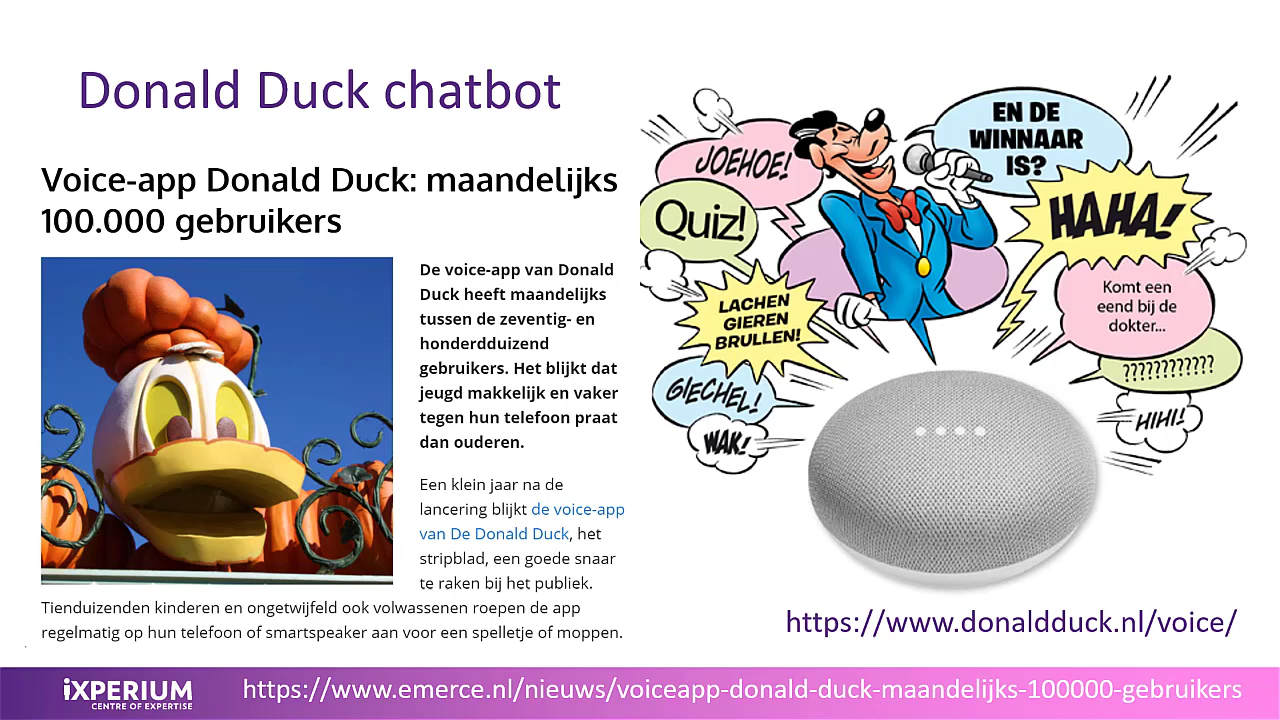 Donald Duck chatbot
Voice-app Donald Duck: maandelijks
100.000 gebruikers
De voice-app van Donald
Duck heeft maandelijks
tussen de zeventig- en
honderdduizend
gebruikers. Het blijkt dat
jeugd makkelijk en vaker
tegen hun telefoon praat
dan ouderen.
Een klein jaar na de
lancering blijkt de voice-app
van De Donald Duck, het
stripblad, een goede snaar
te raken bij het publiek.
Tienduizenden kinderen en ongetwijfeld ook volwassenen roepen de app
regelmatig op hun telefoon of smartspeaker aan voor een spelletje of moppen.
JOEHOE!
EN DE
WINNAAR
IS?
Quiz!
HAHA!
LACHEN
GIEREN
BRULLEN!
Komt een
eend bij de
dokter...
????????????
GIECHEL!
HIHI!
WAK!
https://www.donaldduck.nl/voice/
iXPERIUM
CENTRE OF EXPERTISE
https://www.emerce.nl/nieuws/voiceapp-donald-duck-maandelijks-100000-gebruikers